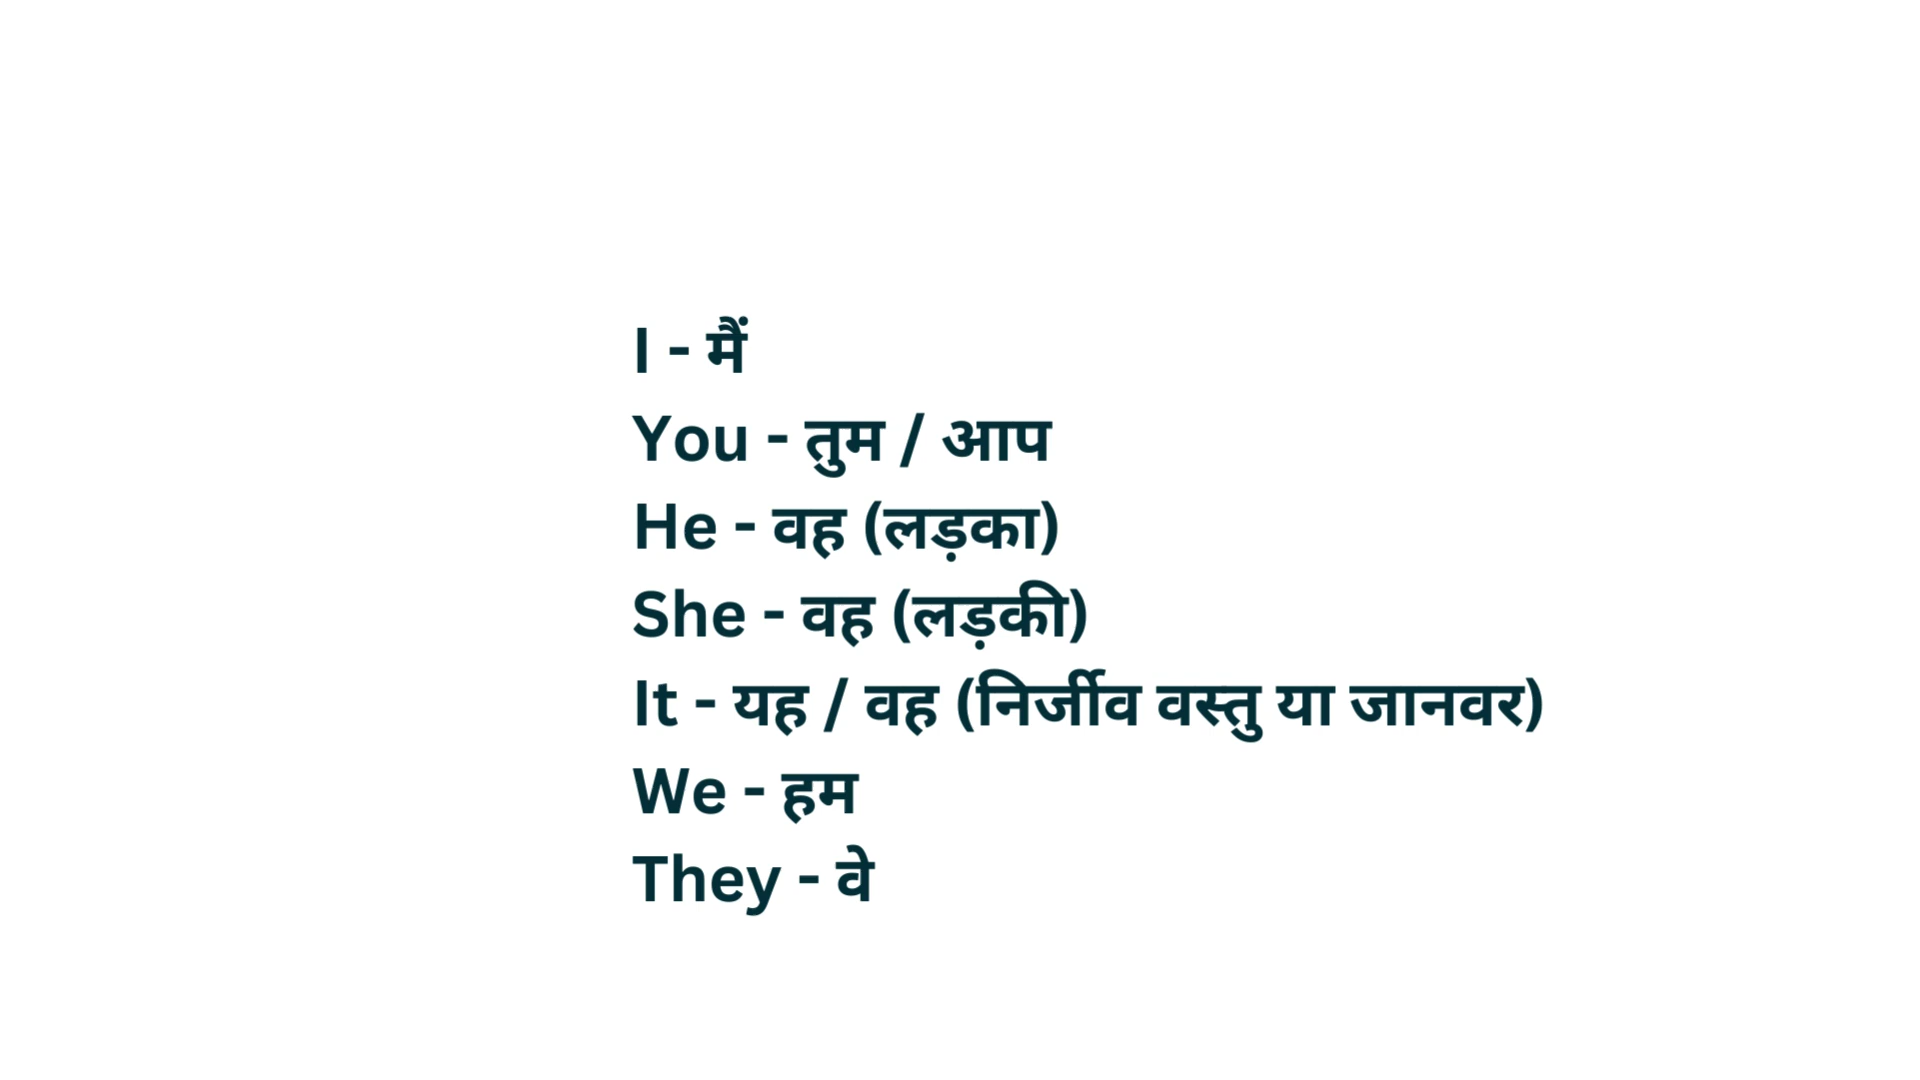 I - मैं
You - तुम / आप
He - वह (लड़का)
She - वह (लड़की)
It - यह / वह (निर्जीव वस्तु या जानवर)
We - हम
They - वे